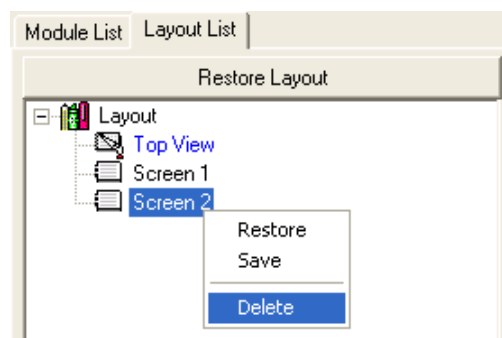 Module List Layout List
Restore Layout
Layout
Top View
Screen 1
Screen 2
Restore
Save
Delete